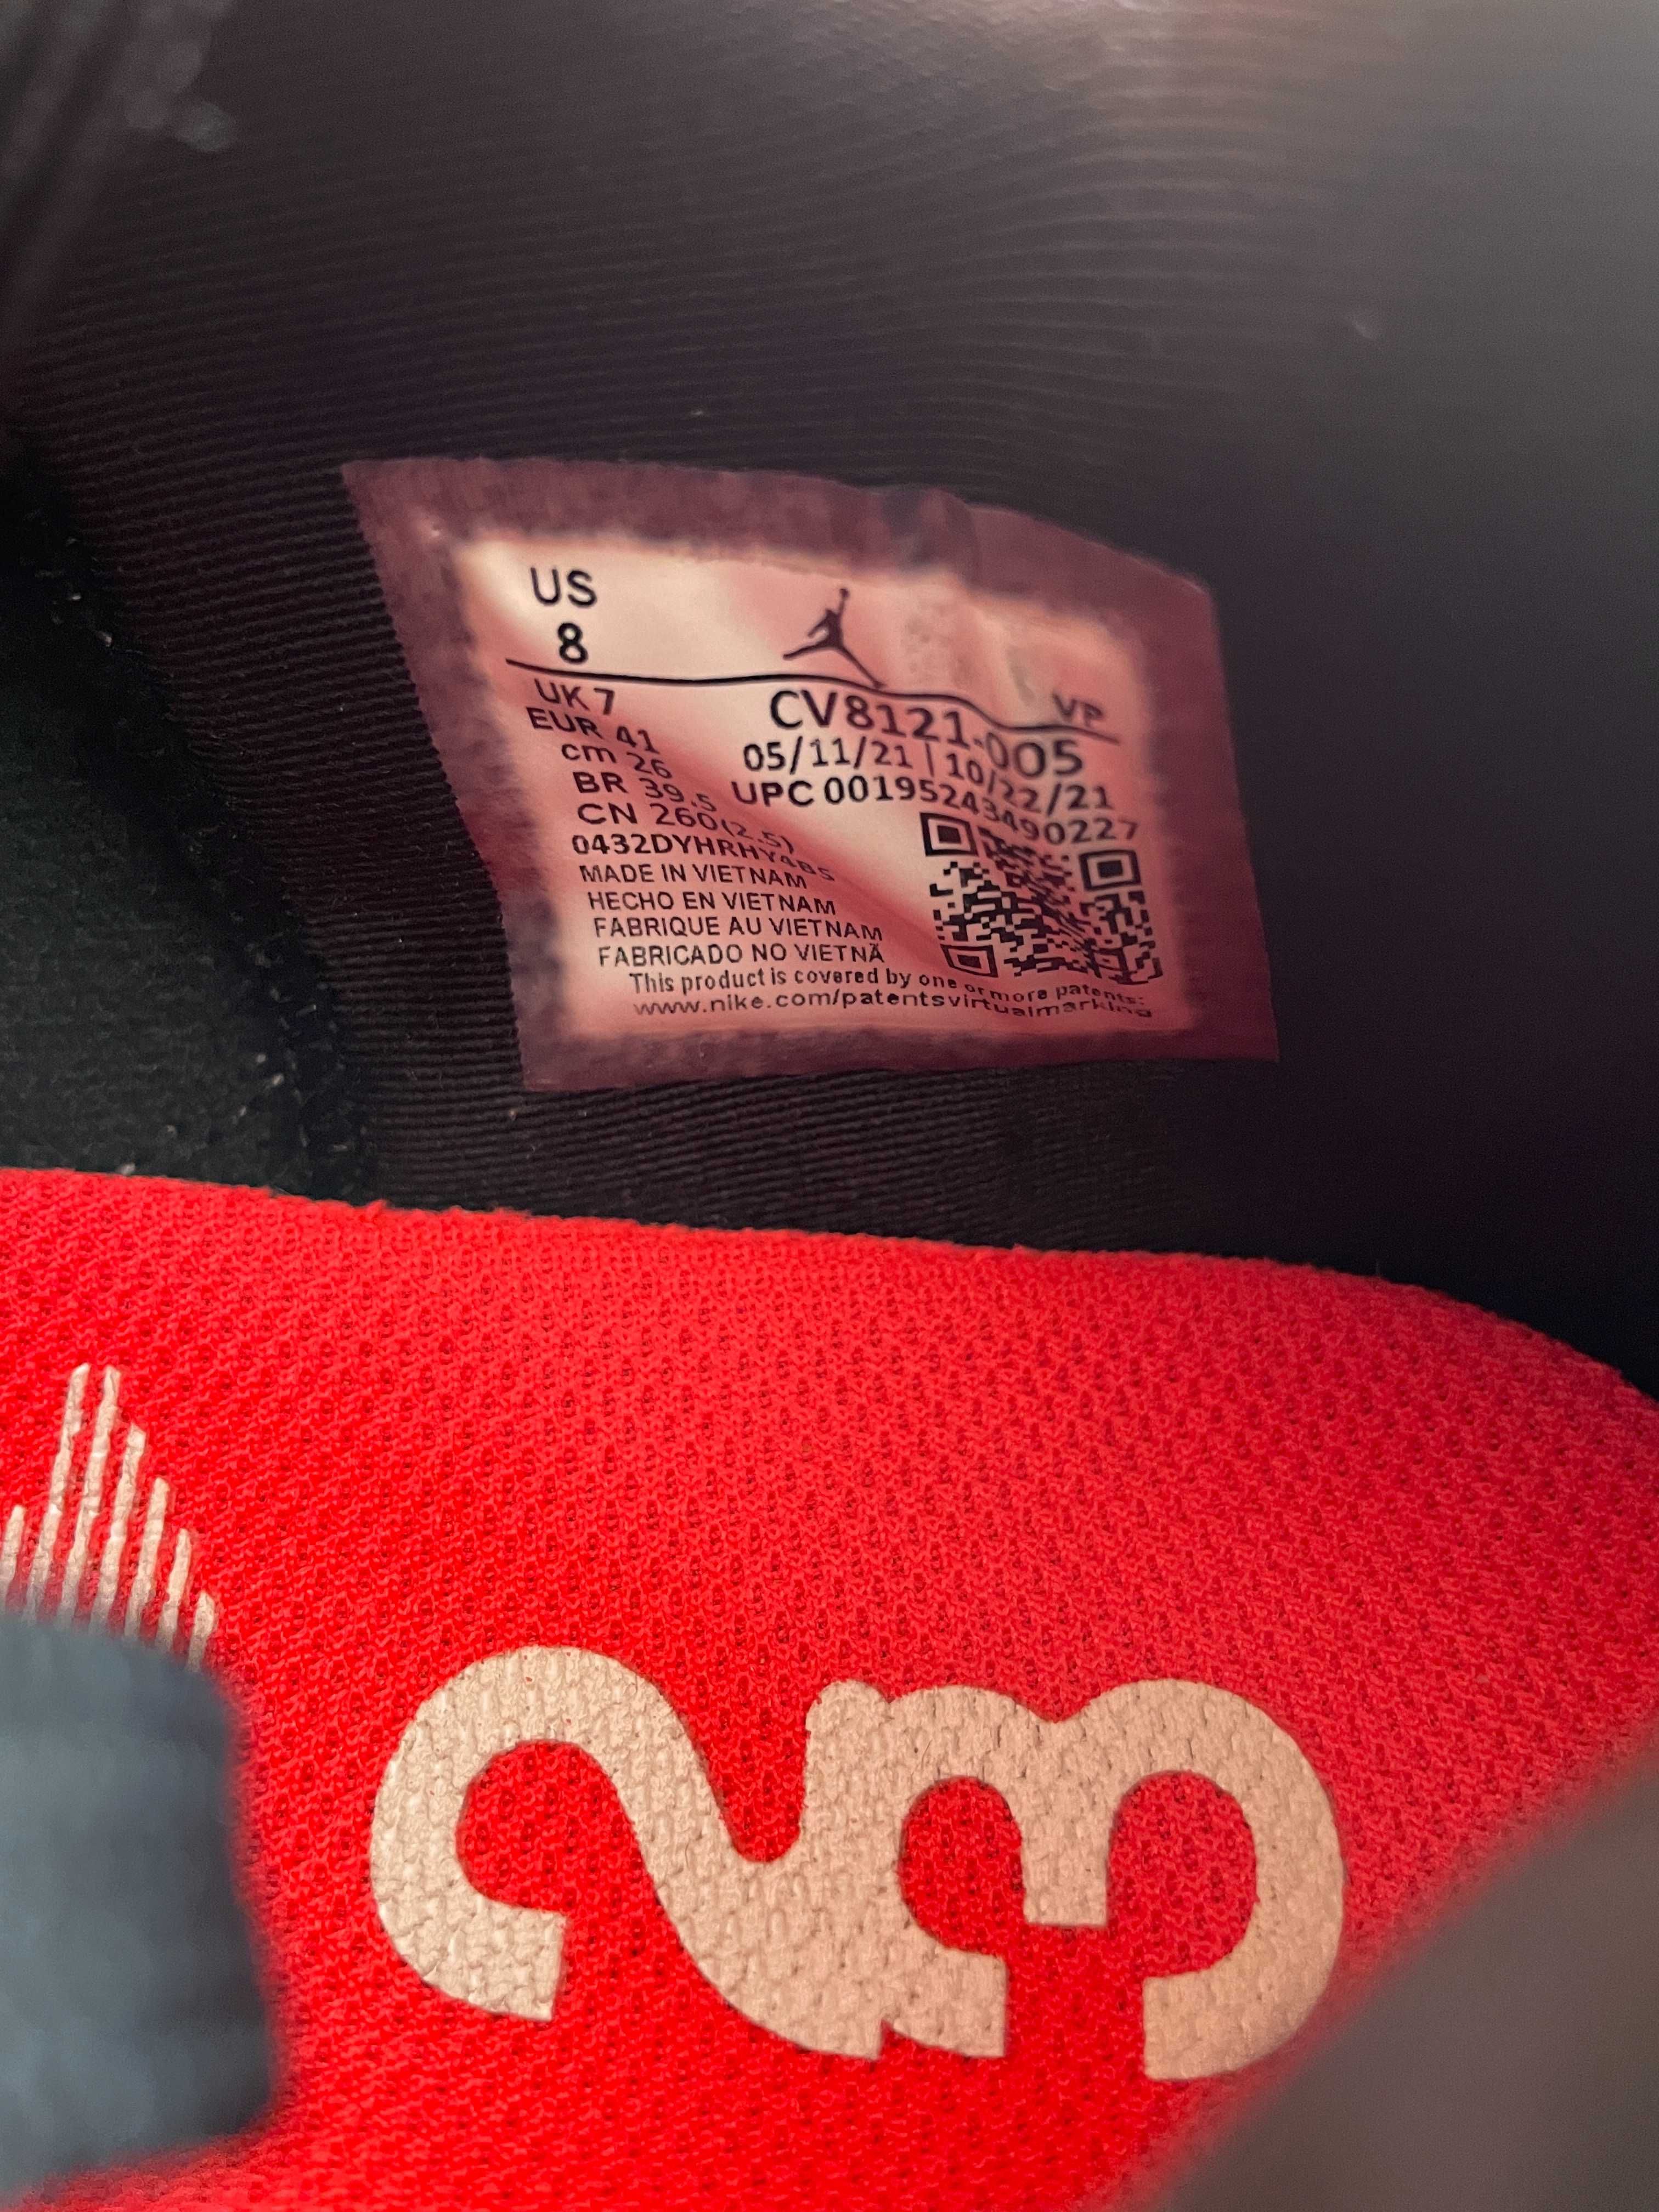 US
8
VP
UK 7
EUR 41
cm 26
BR 39.5
CN 260(2.5)
CV8121-005
05/11/21 | 10/22/21
UPC 00195243490227
0432DYHRHY485
MADE IN VIETNAM
HECHO EN VIETNAM
FABRIQUE AU VIETNAM
FABRICADO NO VIETNÃ
This product is covered by one or more patents:
www.nike.com/patentsvirtualmarking
23